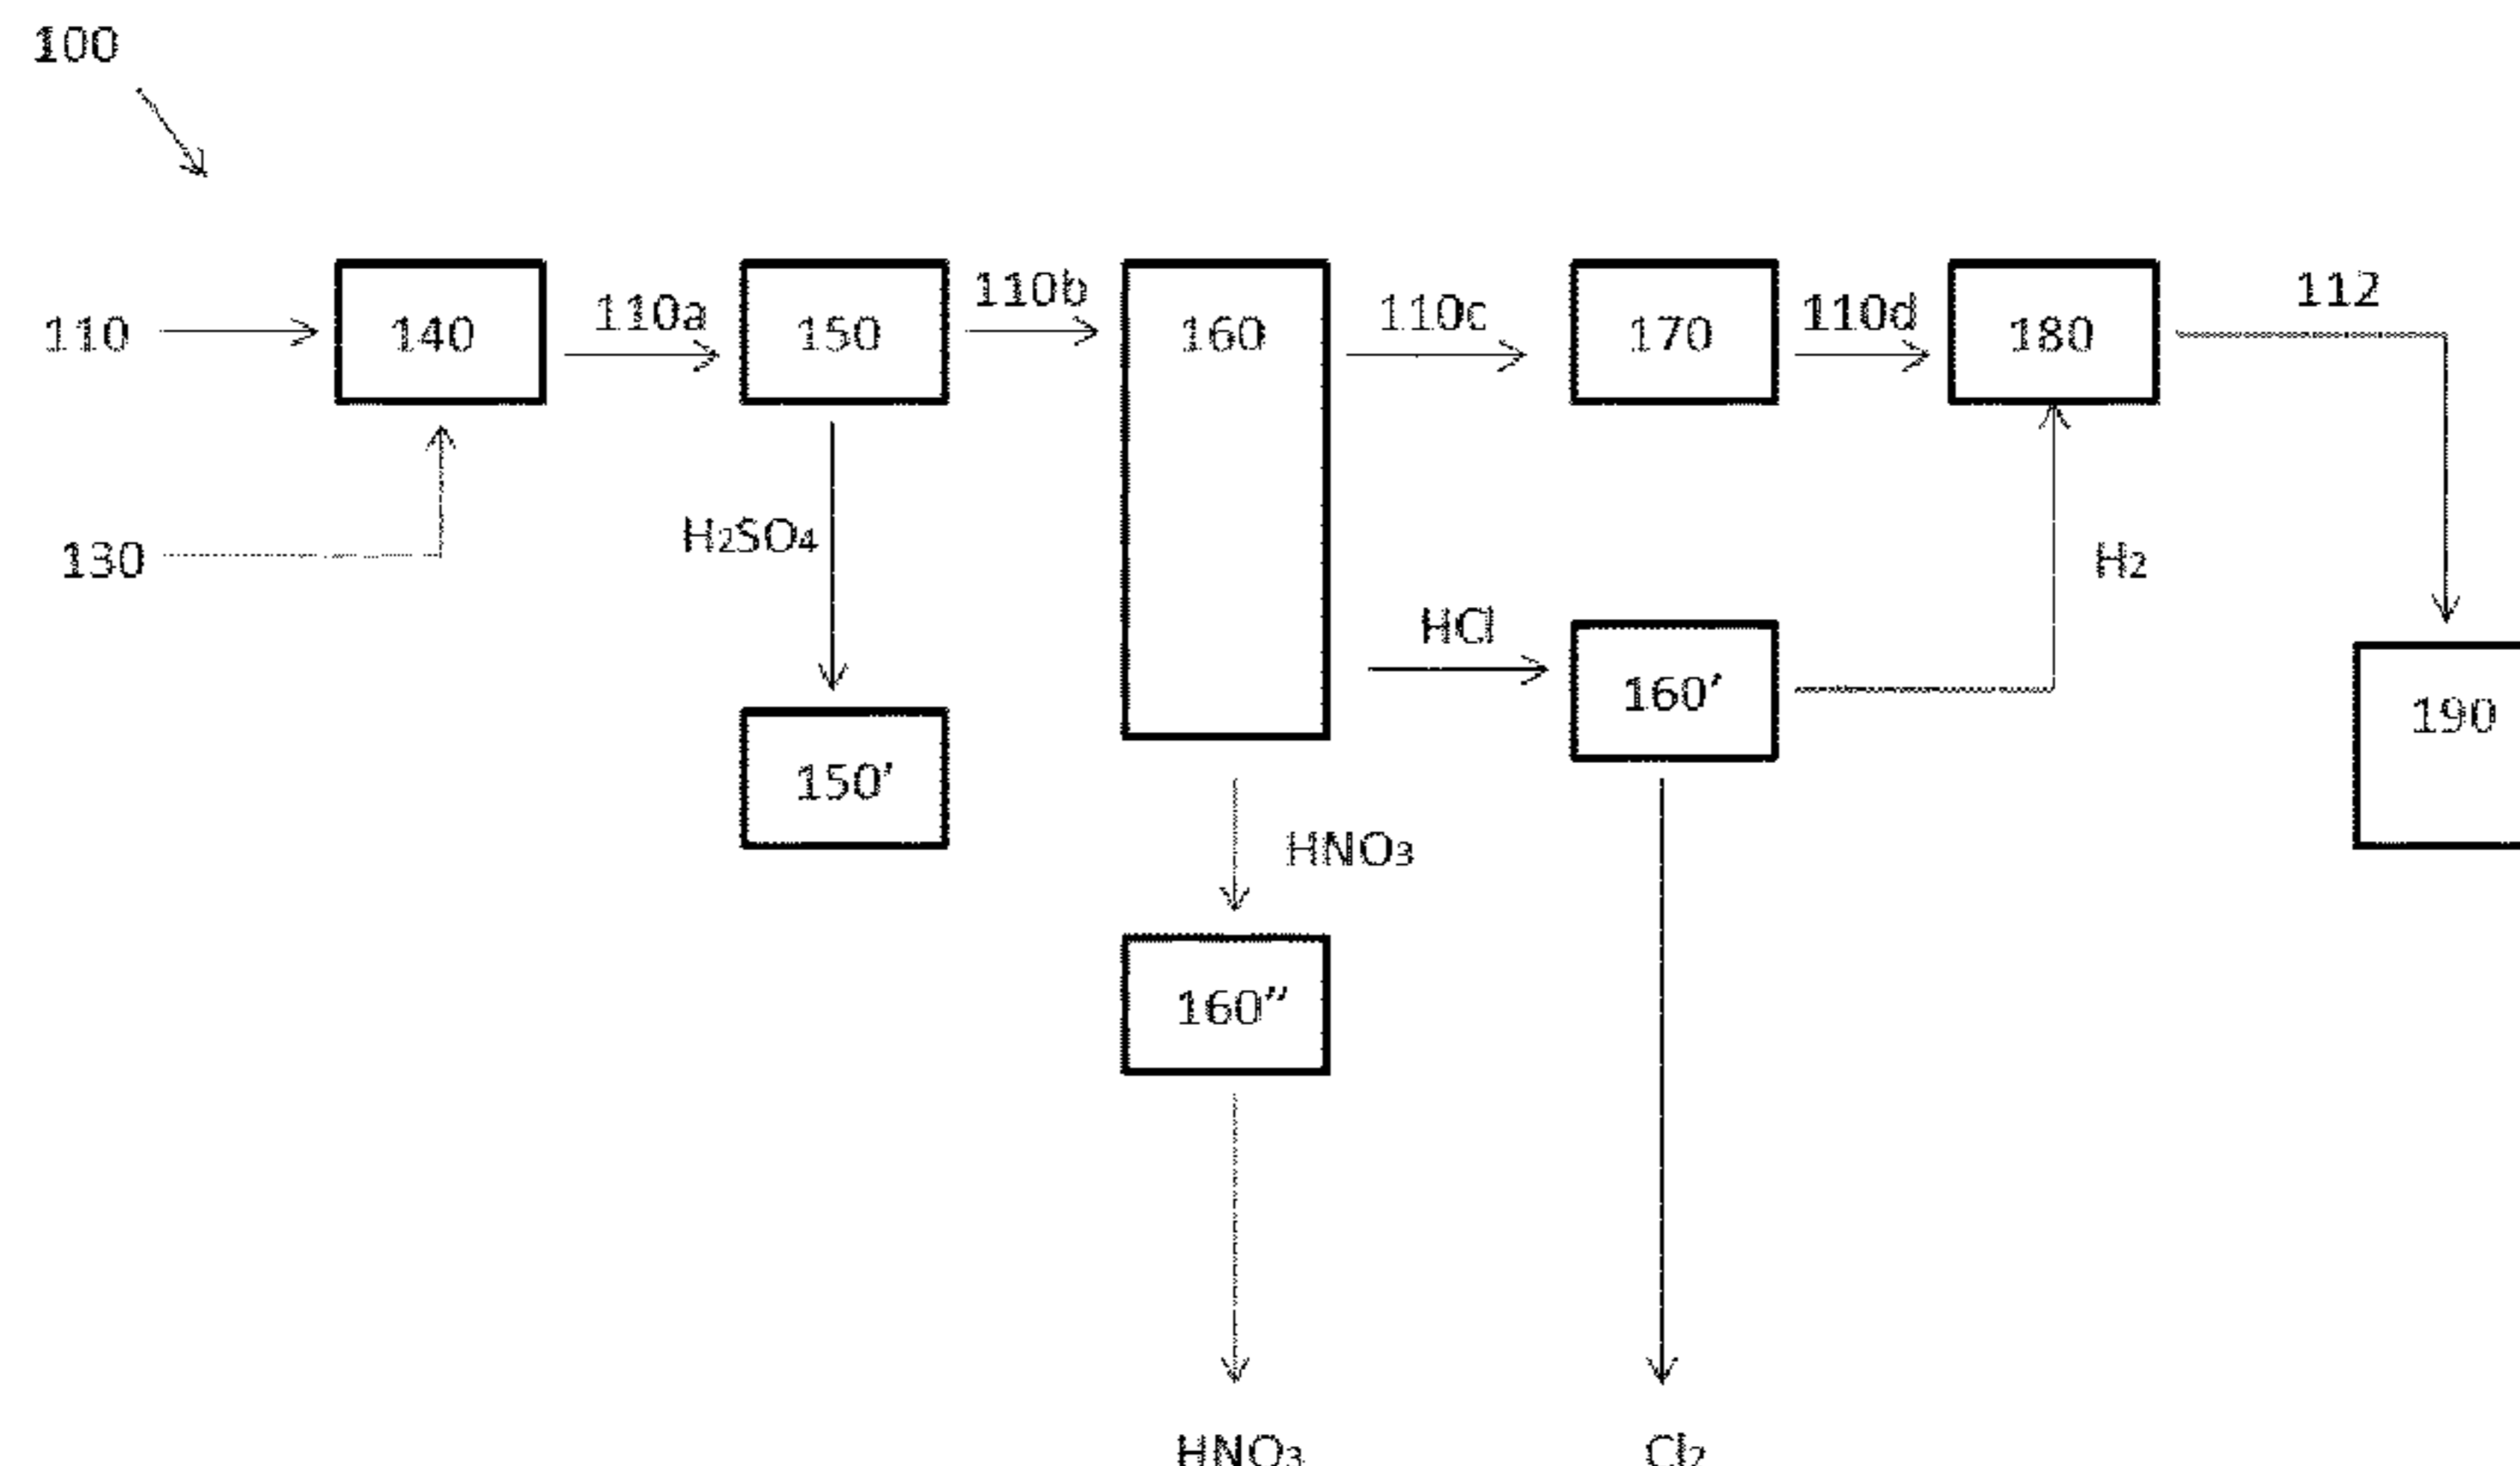 100
110
140
110a
150
110b
160
110c
170
110d
180
112
130
H₂SO₄
H₂
HCl
160′
190
150′
HNO₃
160″
HNO₃
Cl₂